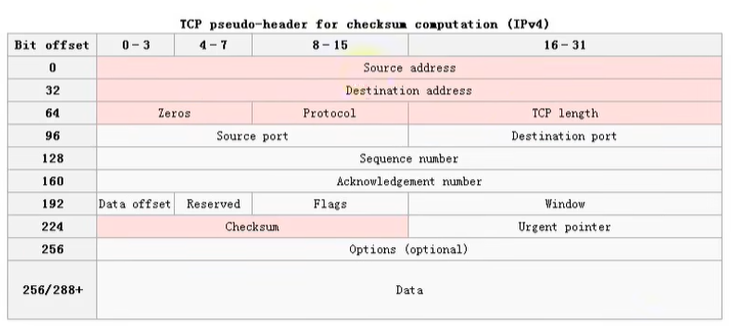 TCP pseudo-header for checksum computation (IPv4)
Bit offset 0-3 4-7 8-15 16-31
0 Source address
32 Destination address
64 Zeros Protocol TCP length
96 Source port Destination port
128 Sequence number
160 Acknowledgement number
192 Data offset Reserved Flags Window
224 Checksum Urgent pointer
256 Options (optional)
256/288+ Data